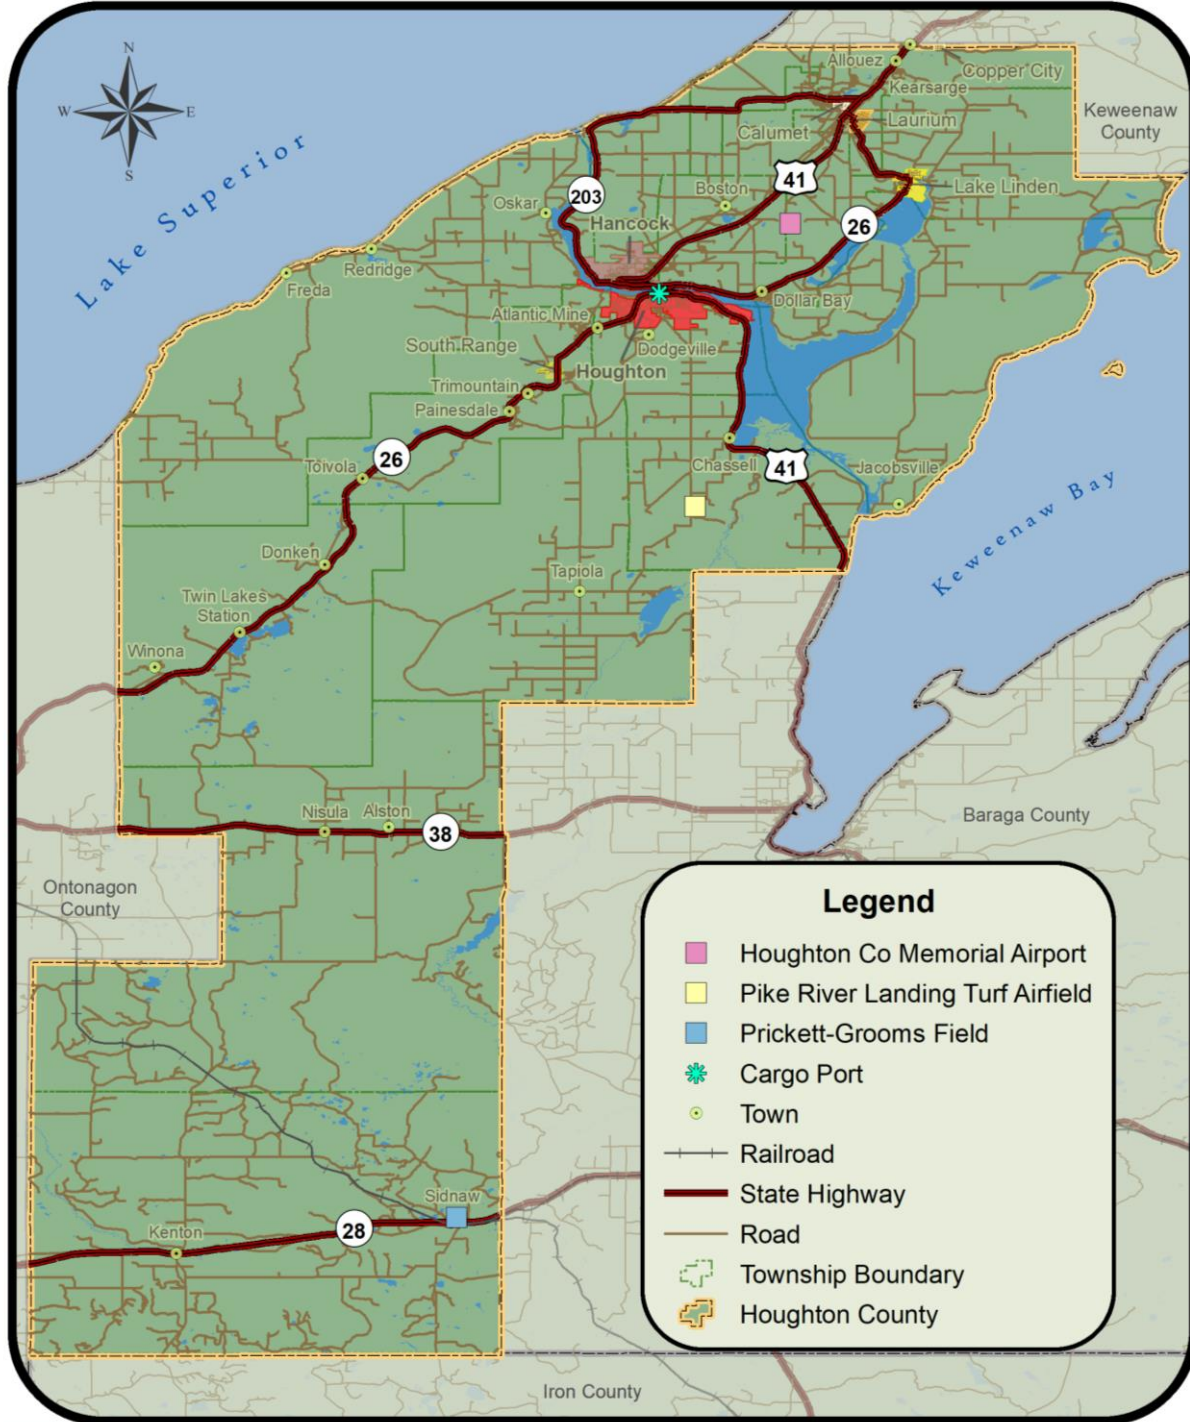 N
W
E
S
Lake Superior
Allouez
Copper City
Kearsarge
Keweenaw
County
Laurium
Calumet
41
Boston
Lake Linden
203
Oskar
Hancock
26
Redridge
Freda
Dollar Bay
Atlantic Mine
Dodgeville
South Range
Houghton
Trimountain
Painesdale
26
Toivola
Chassell
41
Jacobsville
Keweenaw Bay
Donken
Tapiola
Twin Lakes
Station
Winona
Nisula
Alston
38
Baraga County
Ontonagon
County
Legend
Houghton Co Memorial Airport
Pike River Landing Turf Airfield
Prickett-Grooms Field
Cargo Port
Town
Railroad
State Highway
Road
Township Boundary
Houghton County
Sidnaw
Kenton
28
Iron County